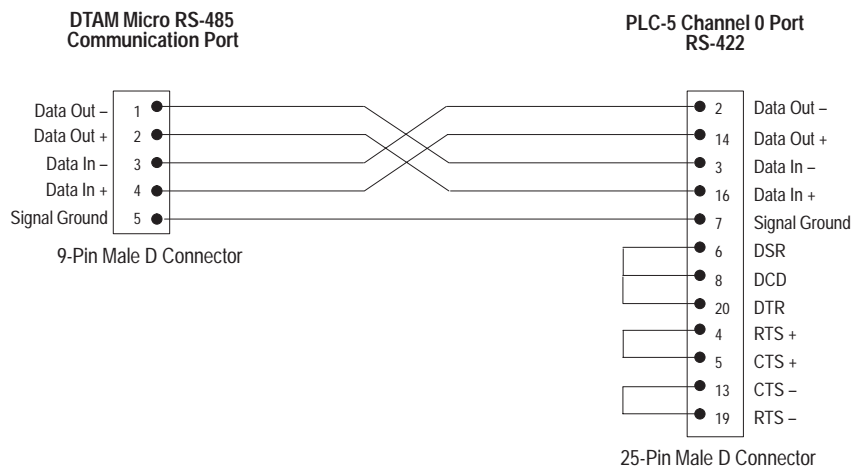 DTAM Micro RS-485
Communication Port
PLC-5 Channel 0 Port
RS-422
Data Out – 1
Data Out + 2
Data In – 3
Data In + 4
Signal Ground 5
9-Pin Male D Connector
2 Data Out –
14 Data Out +
3 Data In –
16 Data In +
7 Signal Ground
6 DSR
8 DCD
20 DTR
4 RTS +
5 CTS +
13 CTS –
19 RTS –
25-Pin Male D Connector